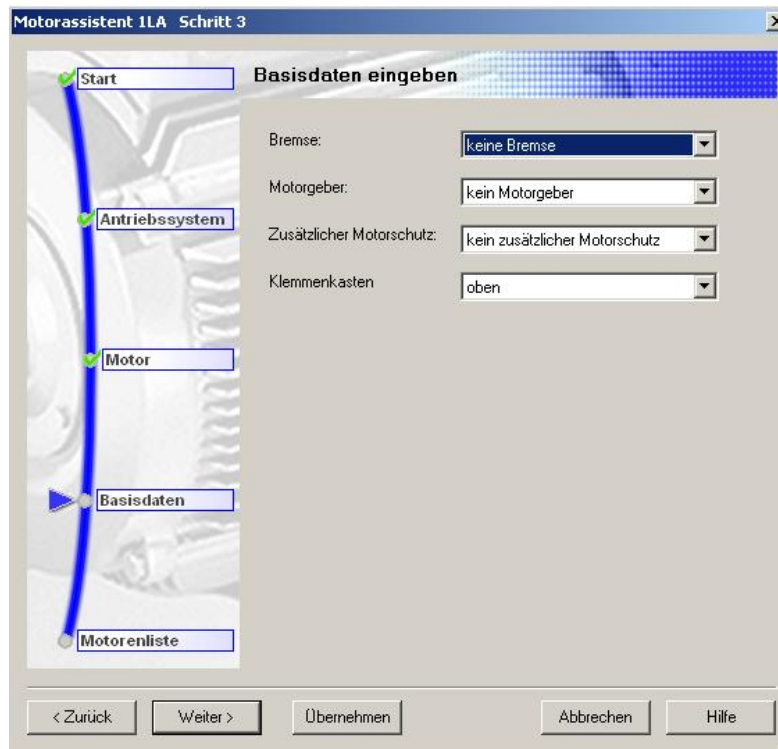 Motorassistent 1LA Schritt 3
Start
Antriebssystem
Motor
Basisdaten
Motorenliste
Basisdaten eingeben
Bremse: keine Bremse
Motorgeber: kein Motorgeber
Zusätzlicher Motorschutz: kein zusätzlicher Motorschutz
Klemmenkasten oben
< Zurück Weiter > Übernehmen Abbrechen Hilfe